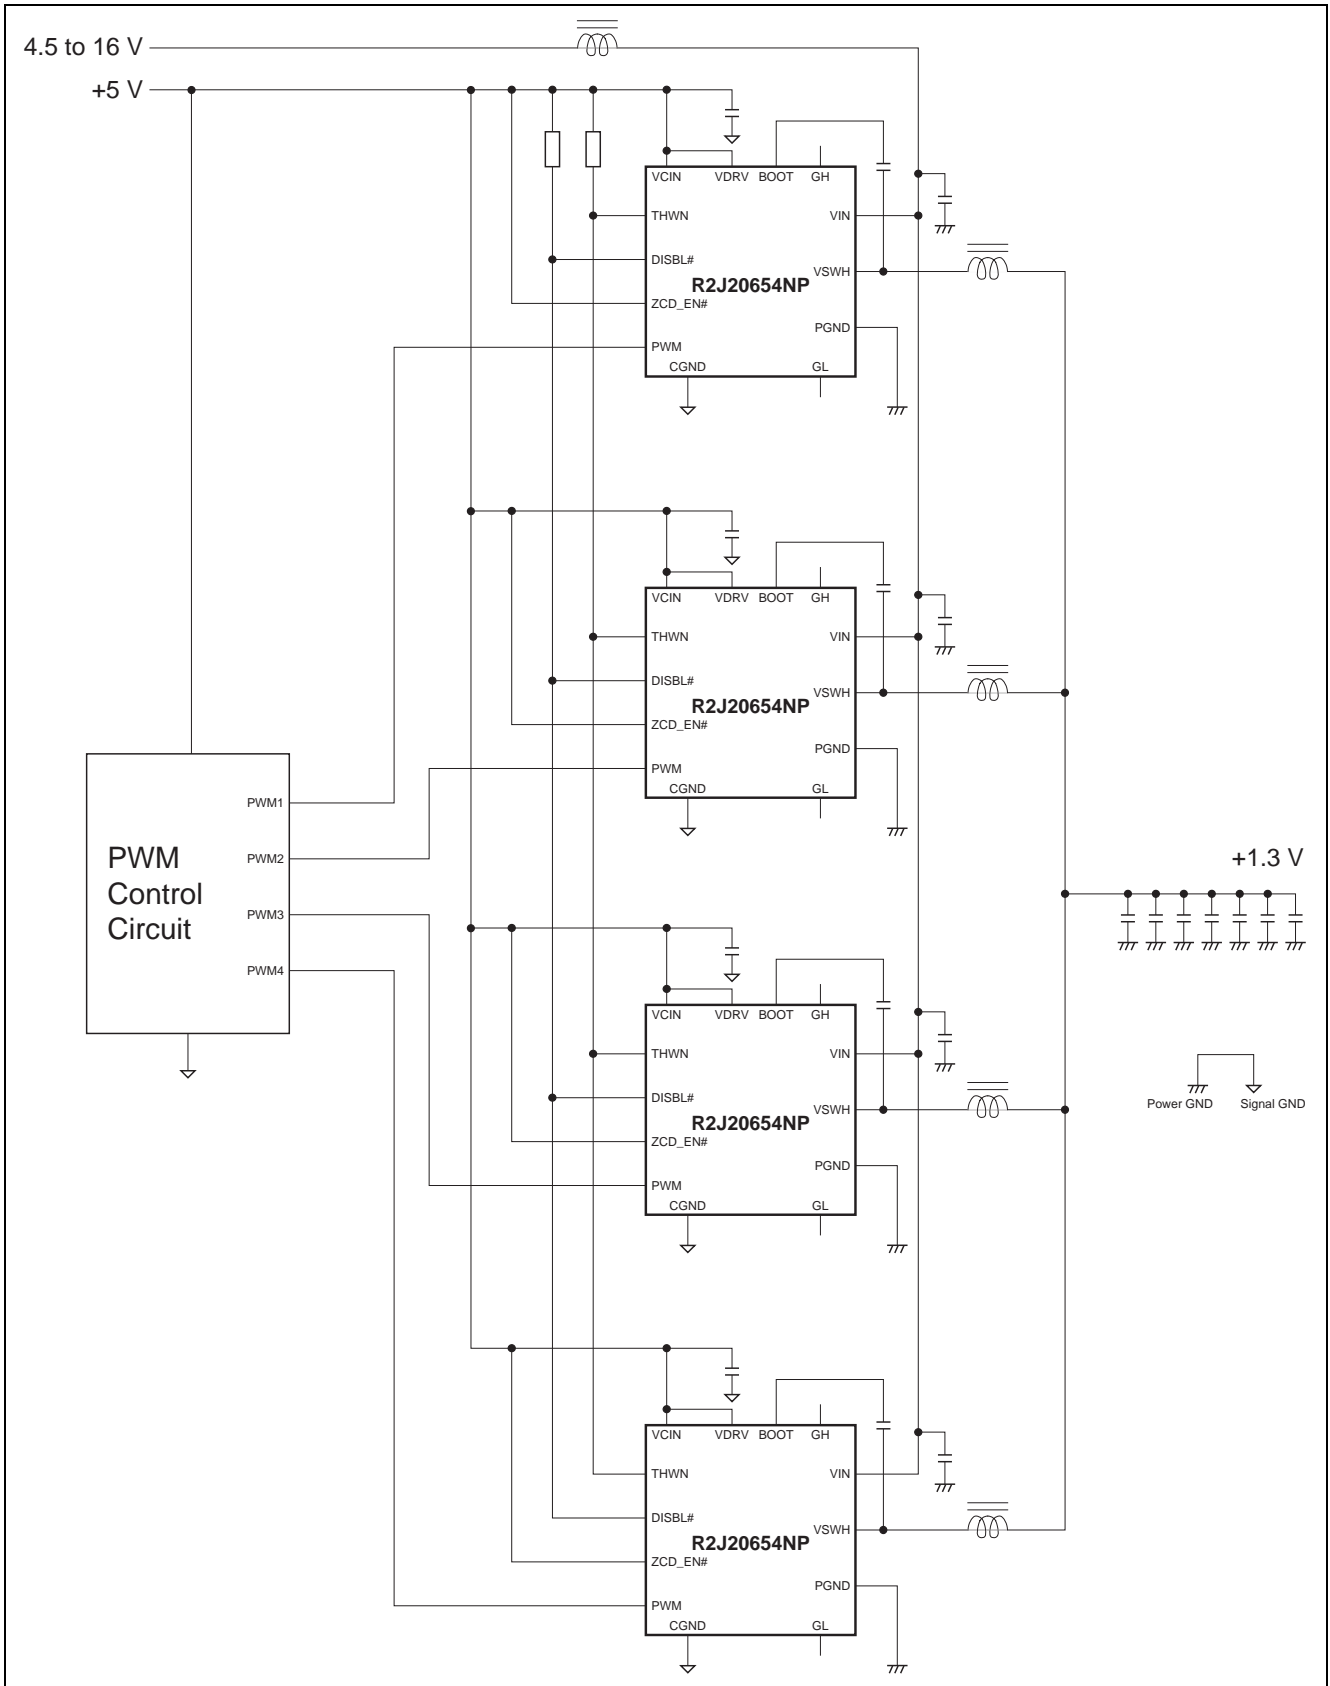 4.5 to 16 V
+5 V
VCIN VDRV BOOT GH
THWN VIN
DISBL# VSWH
R2J20654NP
ZCD_EN#
PGND
PWM
CGND GL
VCIN VDRV BOOT GH
THWN VIN
DISBL# VSWH
R2J20654NP
ZCD_EN#
PGND
PWM
CGND GL
PWM Control Circuit
PWM1
PWM2
PWM3
PWM4
+1.3 V
VCIN VDRV BOOT GH
THWN VIN
DISBL# VSWH
R2J20654NP
ZCD_EN#
PGND
PWM
CGND GL
Power GND Signal GND
VCIN VDRV BOOT GH
THWN VIN
DISBL# VSWH
R2J20654NP
ZCD_EN#
PGND
PWM
CGND GL